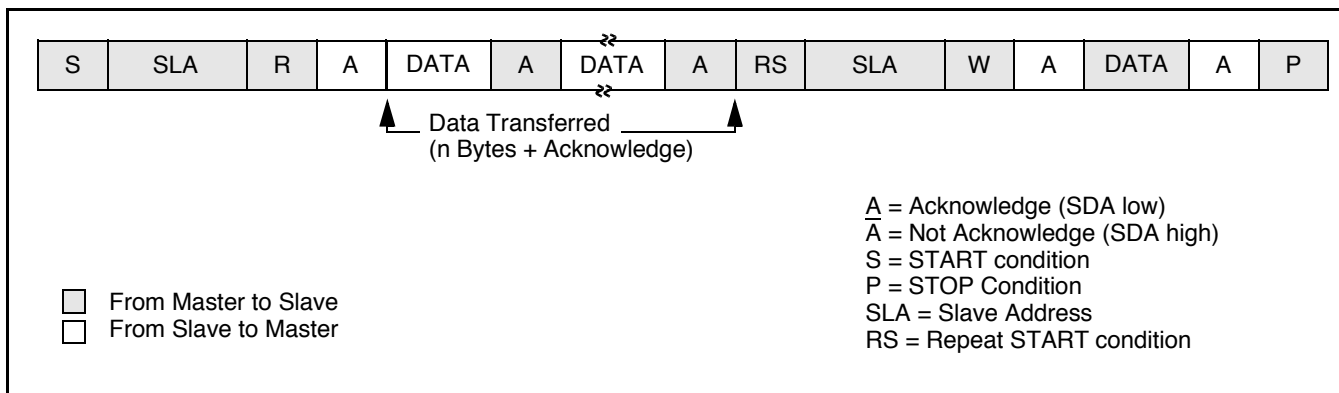 S SLA R A DATA A DATA A RS SLA W A DATA A P
Data Transferred
(n Bytes + Acknowledge)
A = Acknowledge (SDA low)
A̅ = Not Acknowledge (SDA high)
S = START condition
P = STOP Condition
SLA = Slave Address
RS = Repeat START condition
From Master to Slave
From Slave to Master